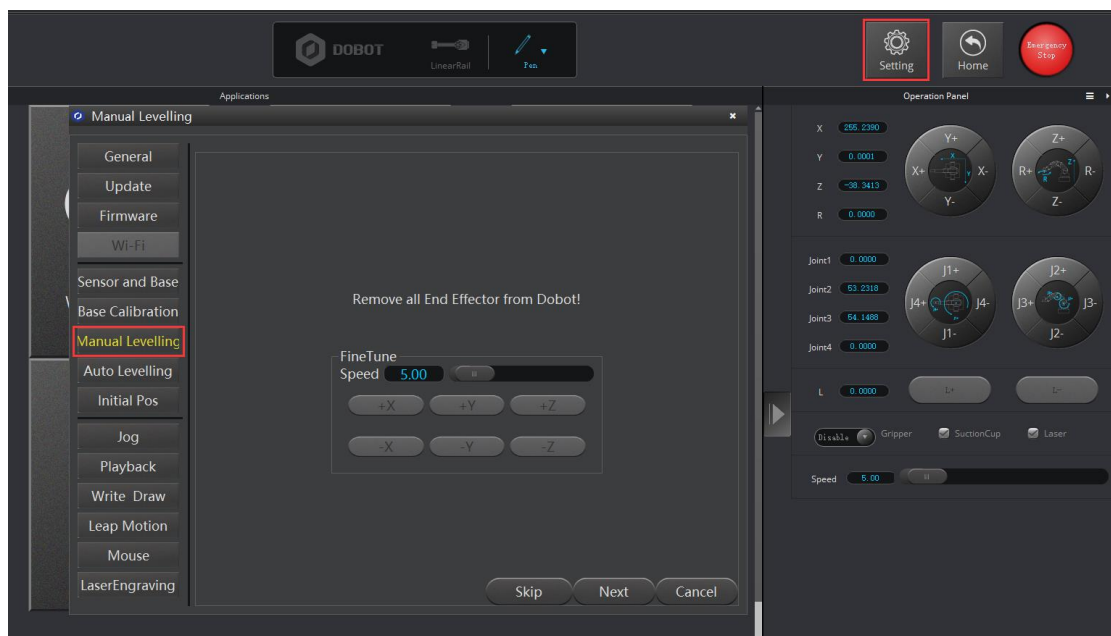 DOBOT
LinearRail
Pen
Setting
Home
Emergency
Stop
Applications
Operation Panel
Manual Levelling
General
Update
Firmware
Wi-Fi
Sensor and Base
Base Calibration
Manual Levelling
Auto Levelling
Initial Pos
Jog
Playback
Write Draw
Leap Motion
Mouse
LaserEngraving
Remove all End Effector from Dobot!
FineTune
Speed 5.00
+X +Y +Z
-X -Y -Z
Skip Next Cancel
X 255.2390
Y 0.0001
Z -38.3413
R 0.0000
Y+
X+ X-
Y-
Z+
R+ R-
Z-
Joint1 0.0000
Joint2 53.2318
Joint3 54.1488
Joint4 0.0000
J1+
J4+ J4-
J1-
J2+
J3+ J3-
J2-
L 0.0000 L+ L-
Disable Gripper SuctionCup Laser
Speed 5.00